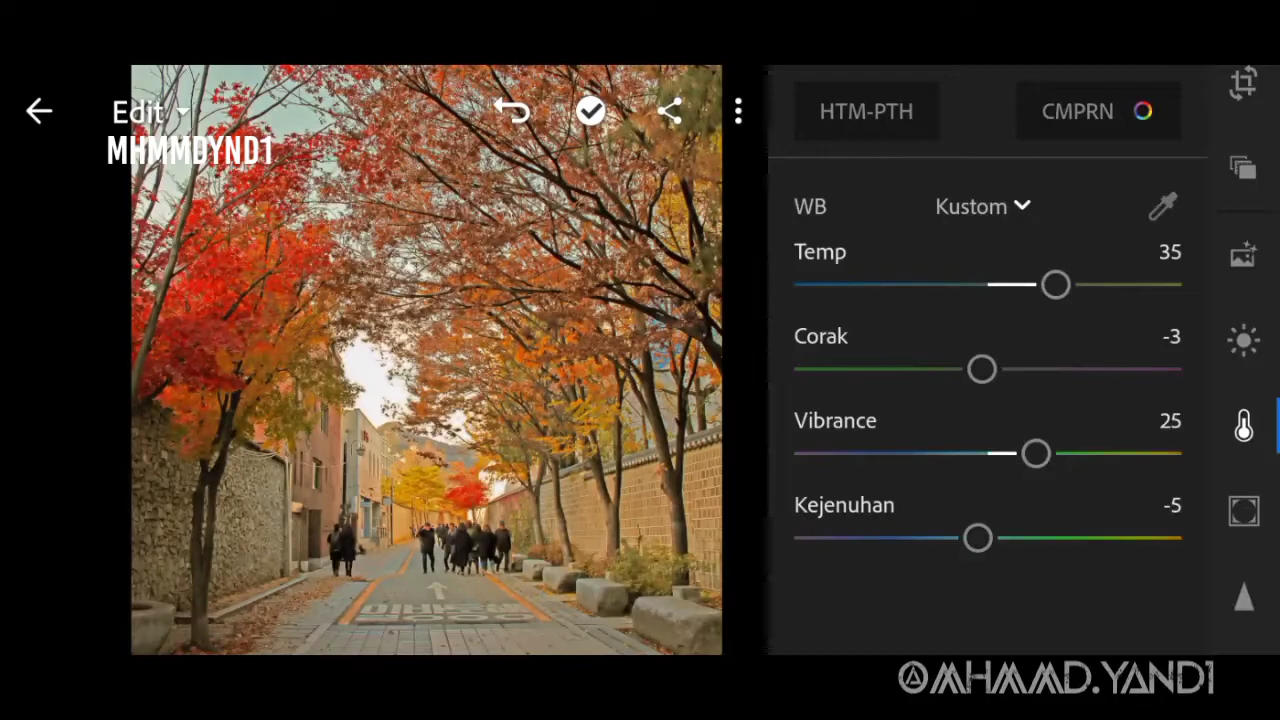 Edit
MHMMDYND1
HTM-PTH
CMPRN
WB
Kustom
Temp
35
Corak
-3
Vibrance
25
Kejenuhan
-5
@MHMMD.YAND1